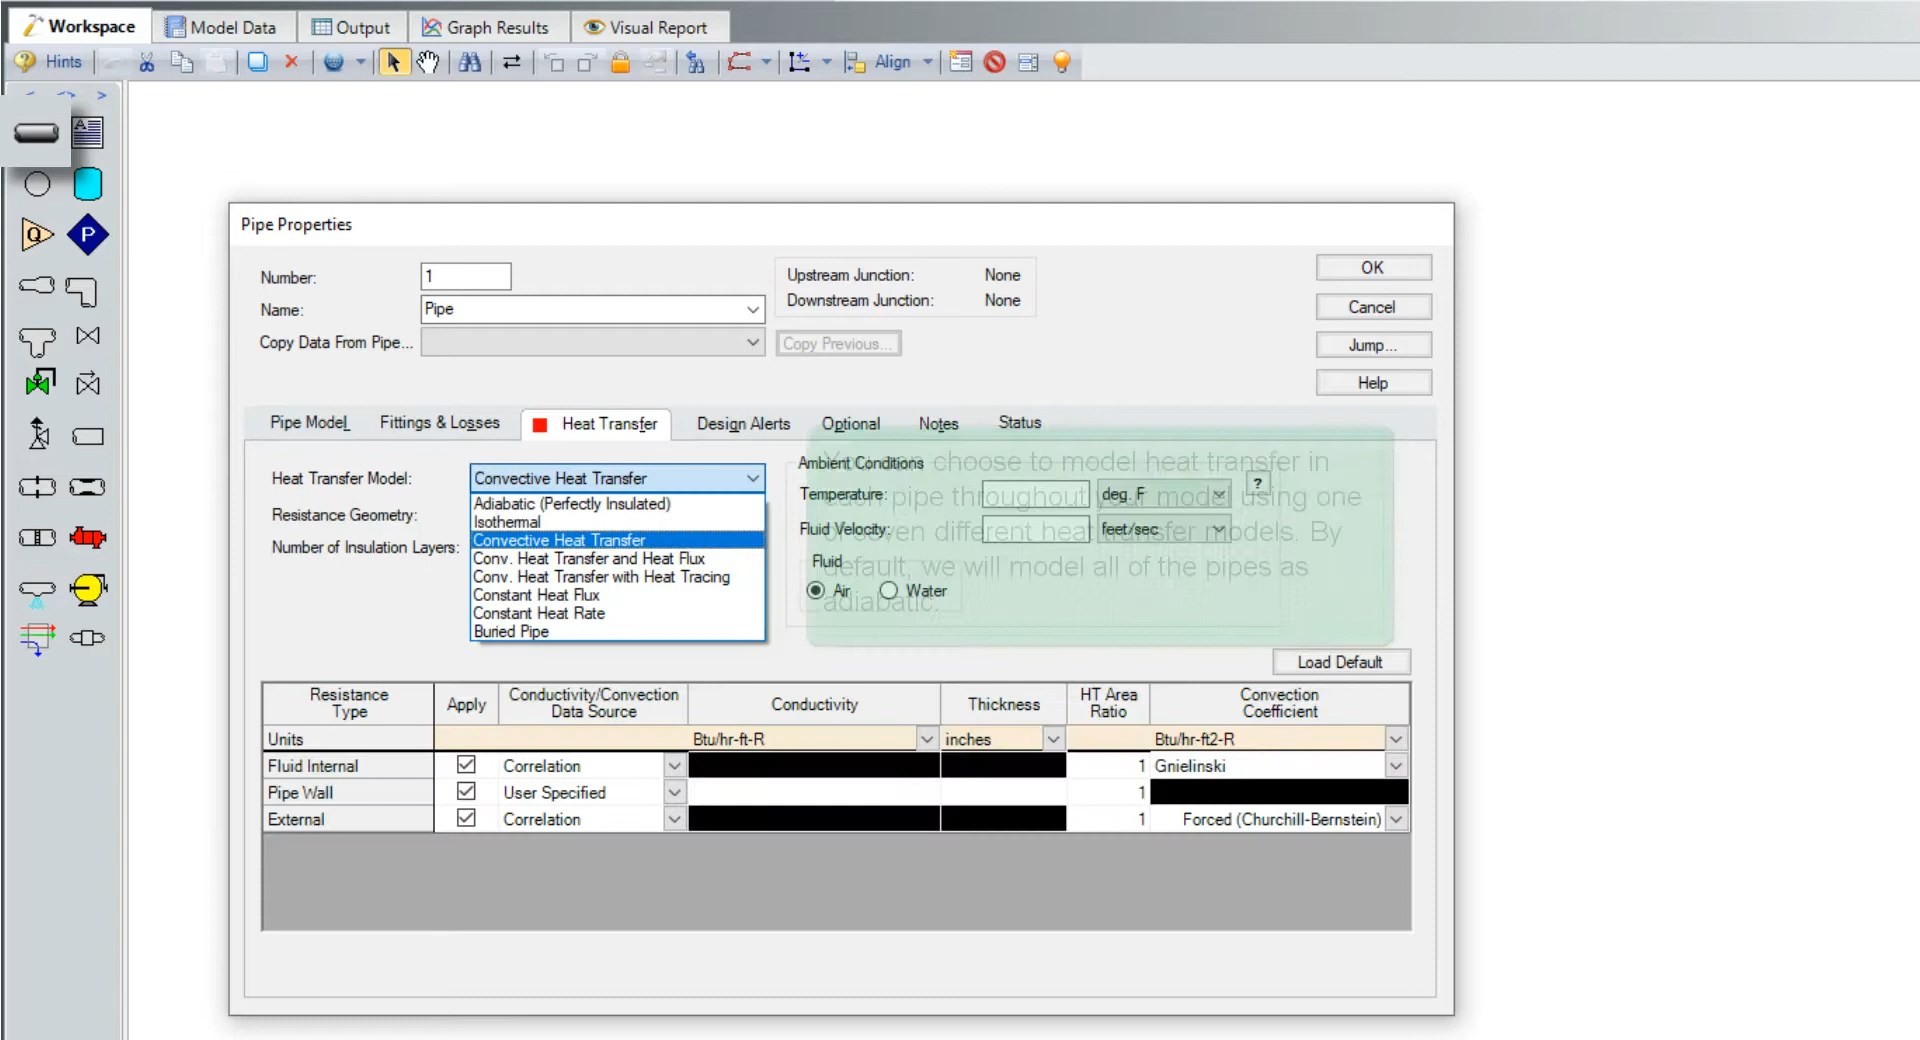 Workspace
Model Data
Output
Graph Results
Visual Report
Hints
Align
A
Q
P
Pipe Properties
Number:
1
Name:
Pipe
Copy Data From Pipe...
Copy Previous...
Upstream Junction: None
Downstream Junction: None
OK
Cancel
Jump...
Help
Pipe Model
Fittings & Losses
Heat Transfer
Design Alerts
Optional
Notes
Status
Heat Transfer Model:
Convective Heat Transfer
Resistance Geometry:
Number of Insulation Layers:
Adiabatic (Perfectly Insulated)
Isothermal
Convective Heat Transfer
Conv. Heat Transfer and Heat Flux
Conv. Heat Transfer with Heat Tracing
Constant Heat Flux
Constant Heat Rate
Buried Pipe
Ambient Conditions
Temperature:
deg. F
?
Fluid Velocity:
feet/sec
Fluid
Air
Water
You can choose to model heat transfer in
each pipe throughout your model using one
of seven different heat transfer models. By
default, we will model all of the pipes as
adiabatic.
Load Default
Resistance Type
Apply
Conductivity/Convection Data Source
Conductivity
Thickness
HT Area Ratio
Convection Coefficient
Units Btu/hr-ft-R inches Btu/hr-ft2-R
Fluid Internal Correlation 1 Gnielinski
Pipe Wall User Specified 1
External Correlation 1 Forced (Churchill-Bernstein)